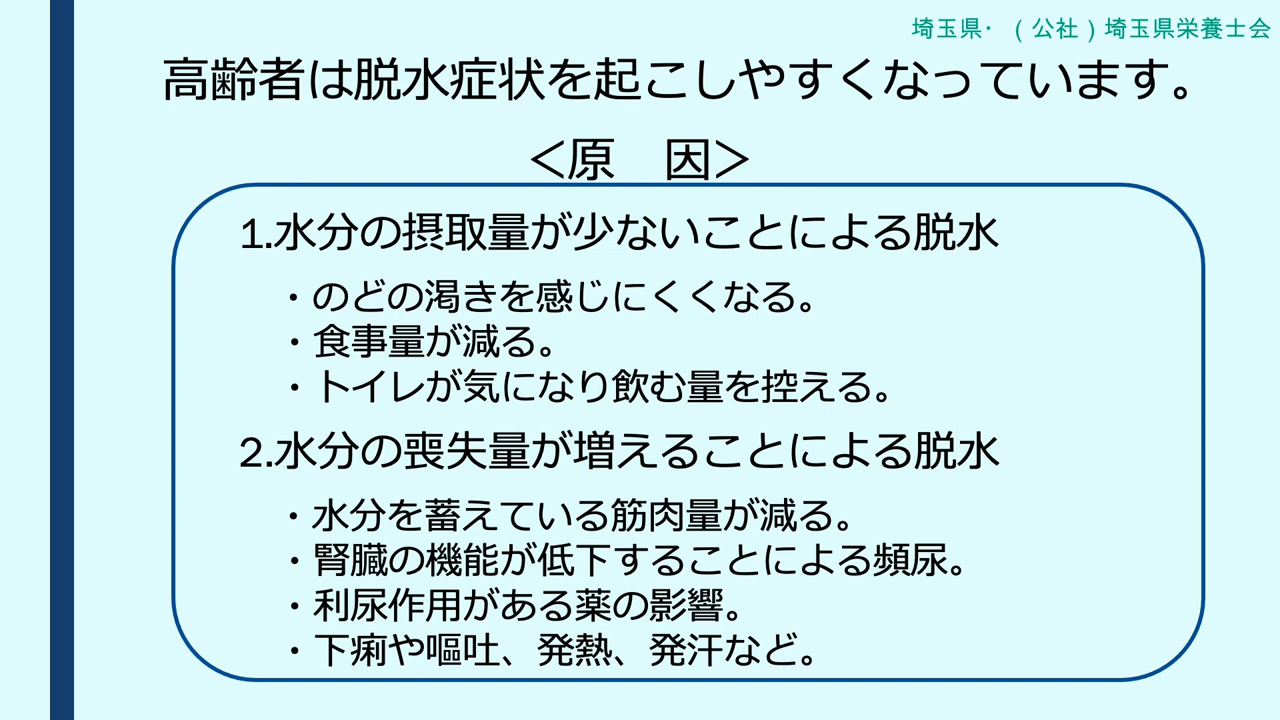 埼玉県・（公社）埼玉県栄養士会
高齢者は脱水症状を起こしやすくなっています。
＜原　因＞
1.水分の摂取量が少ないことによる脱水
・のどの渇きを感じにくくなる。
・食事量が減る。
・トイレが気になり飲む量を控える。
2.水分の喪失量が増えることによる脱水
・水分を蓄えている筋肉量が減る。
・腎臓の機能が低下することによる頻尿。
・利尿作用がある薬の影響。
・下痢や嘔吐、発熱、発汗など。